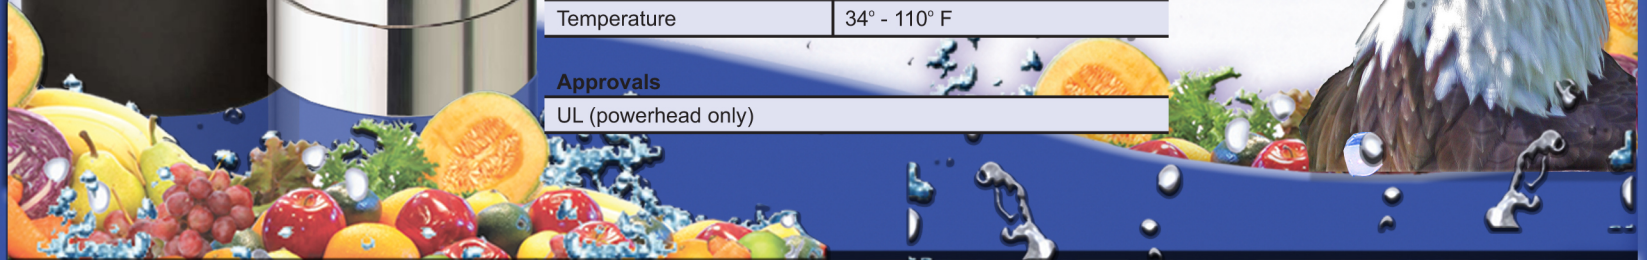 Temperature 34° - 110° F
Approvals
UL (powerhead only)